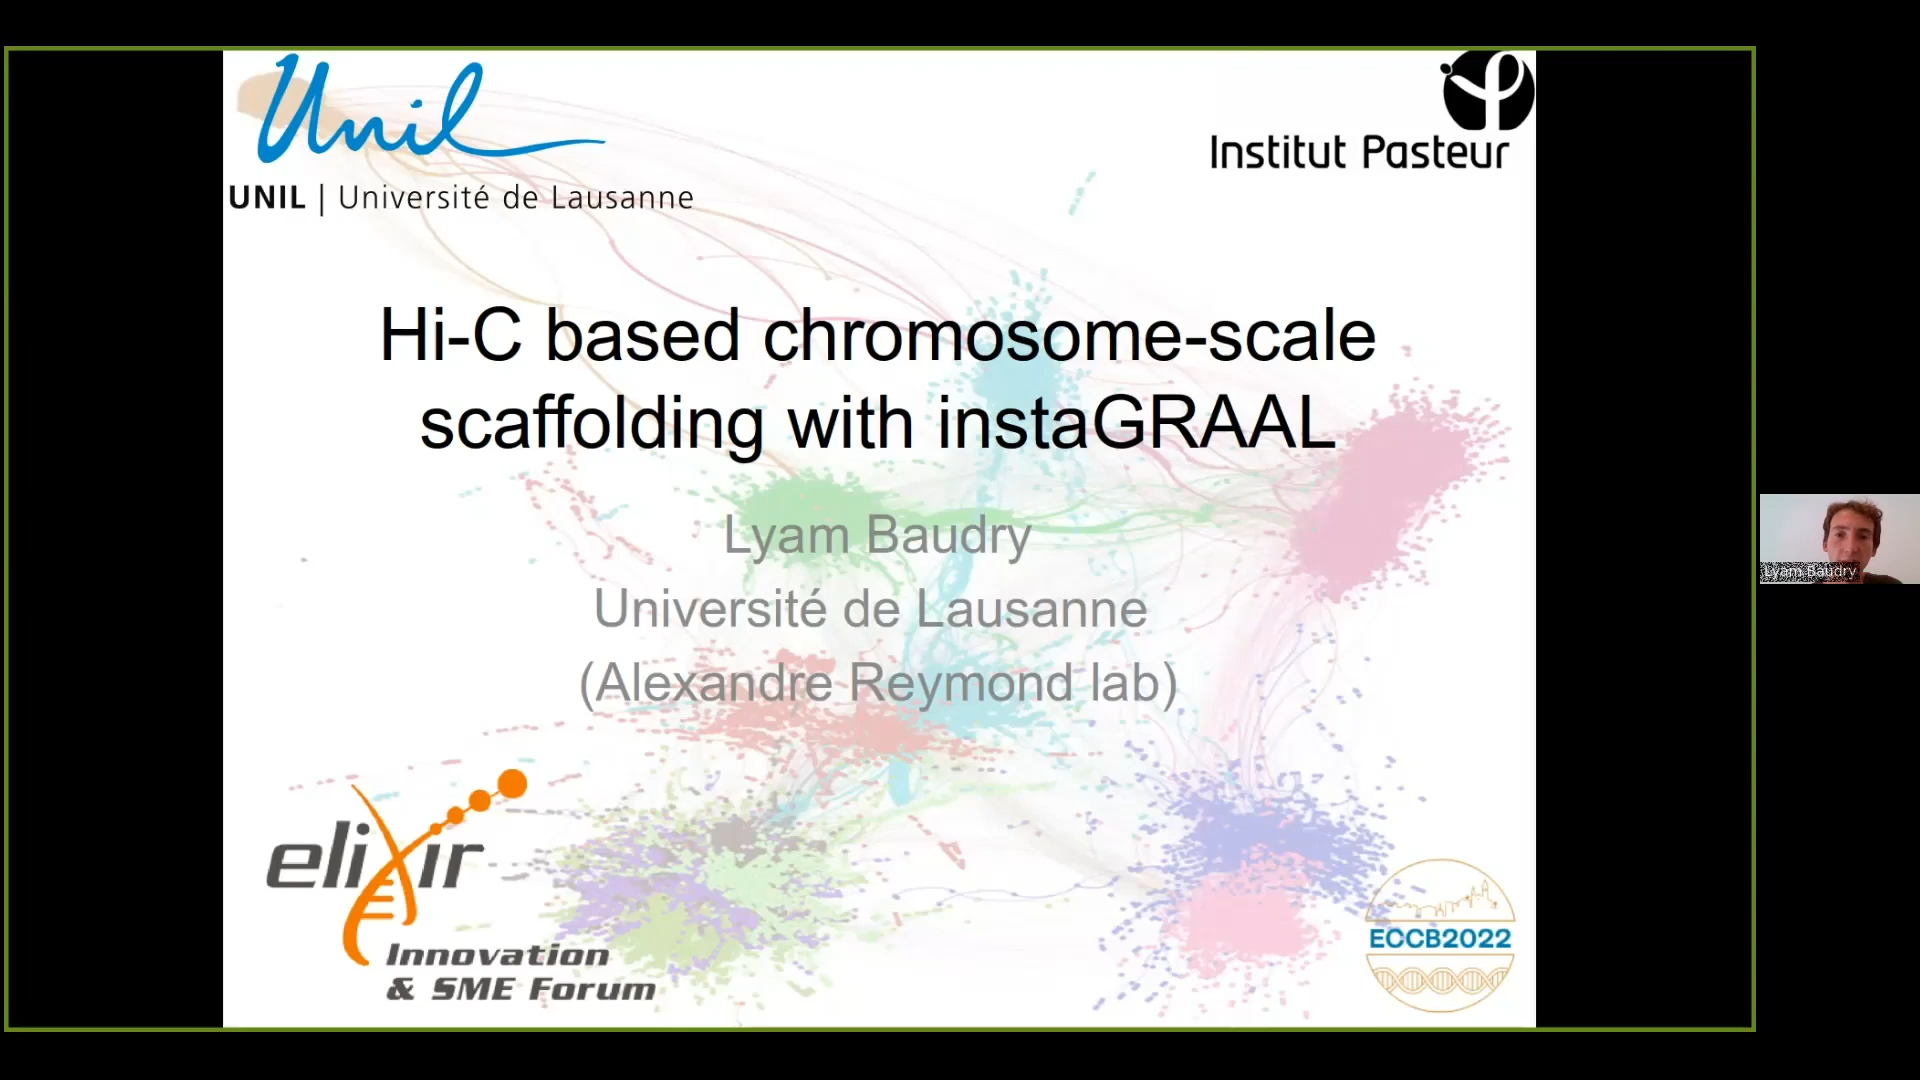 Unil
UNIL | Université de Lausanne
Institut Pasteur
Hi-C based chromosome-scale
scaffolding with instaGRAAL
Lyam Baudry
Université de Lausanne
(Alexandre Reymond lab)
elixir
Innovation
& SME Forum
ECCB2022
Lyam Baudry